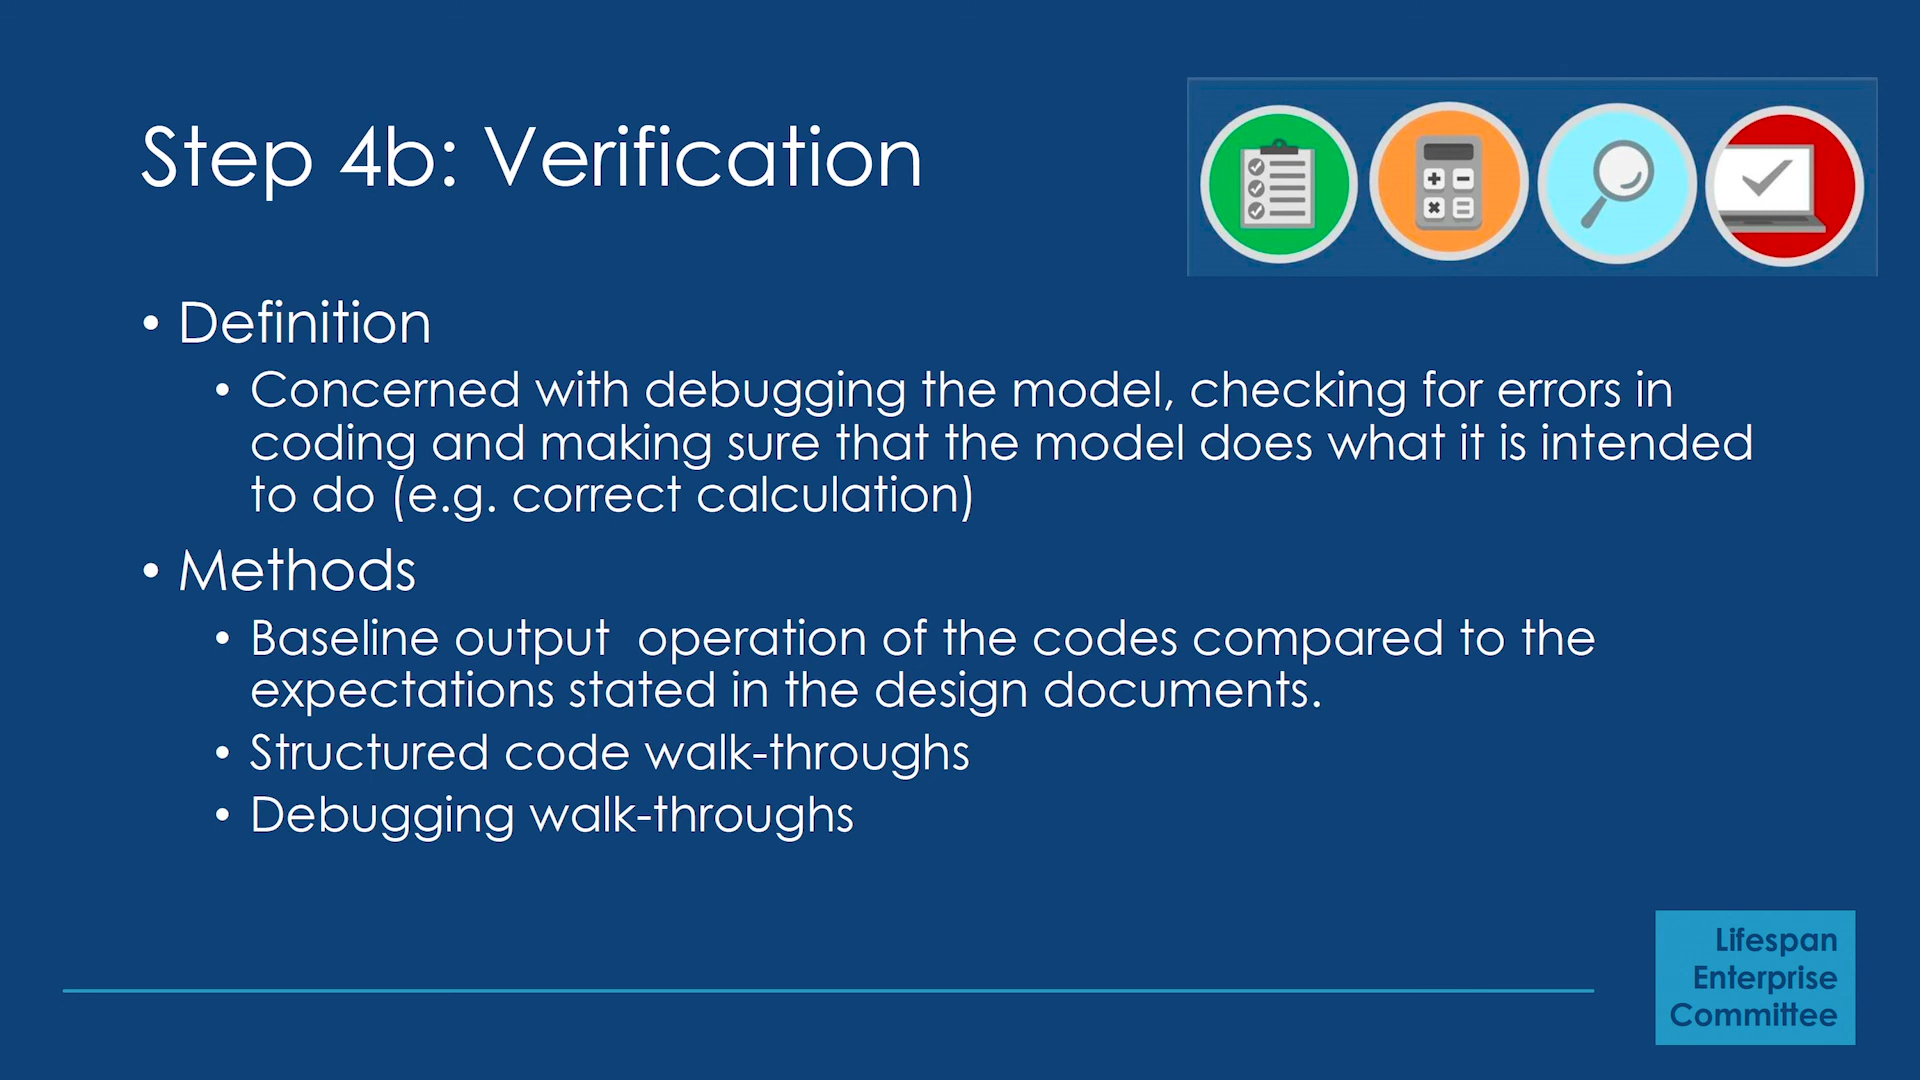 Step 4b: Verification
• Definition
• Concerned with debugging the model, checking for errors in
coding and making sure that the model does what it is intended
to do (e.g. correct calculation)
• Methods
• Baseline output  operation of the codes compared to the
expectations stated in the design documents.
• Structured code walk-throughs
• Debugging walk-throughs
Lifespan
Enterprise
Committee